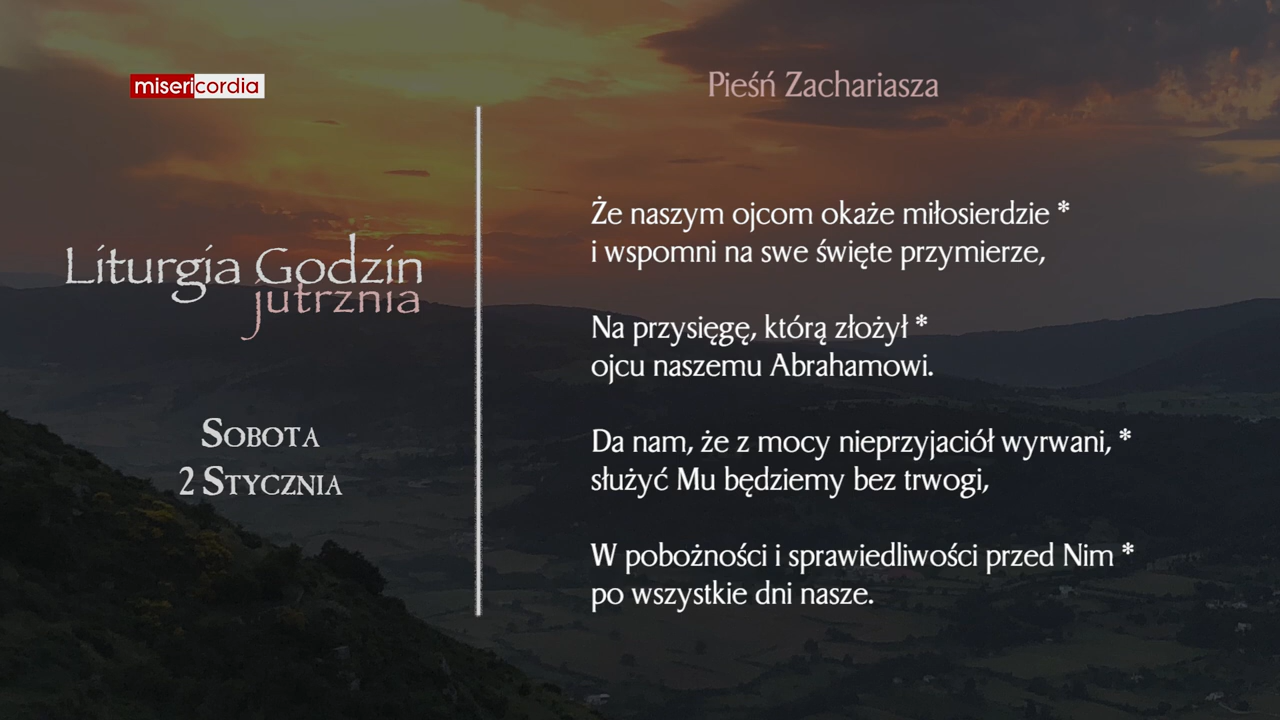 misericordia
Liturgia Godzin
jutrznia
Sobota
2 Stycznia
Pieśń Zachariasza
Że naszym ojcom okaże miłosierdzie *
i wspomni na swe święte przymierze,
Na przysięgę, którą złożył *
ojcu naszemu Abrahamowi.
Da nam, że z mocy nieprzyjaciół wyrwani, *
służyć Mu będziemy bez trwogi,
W pobożności i sprawiedliwości przed Nim *
po wszystkie dni nasze.